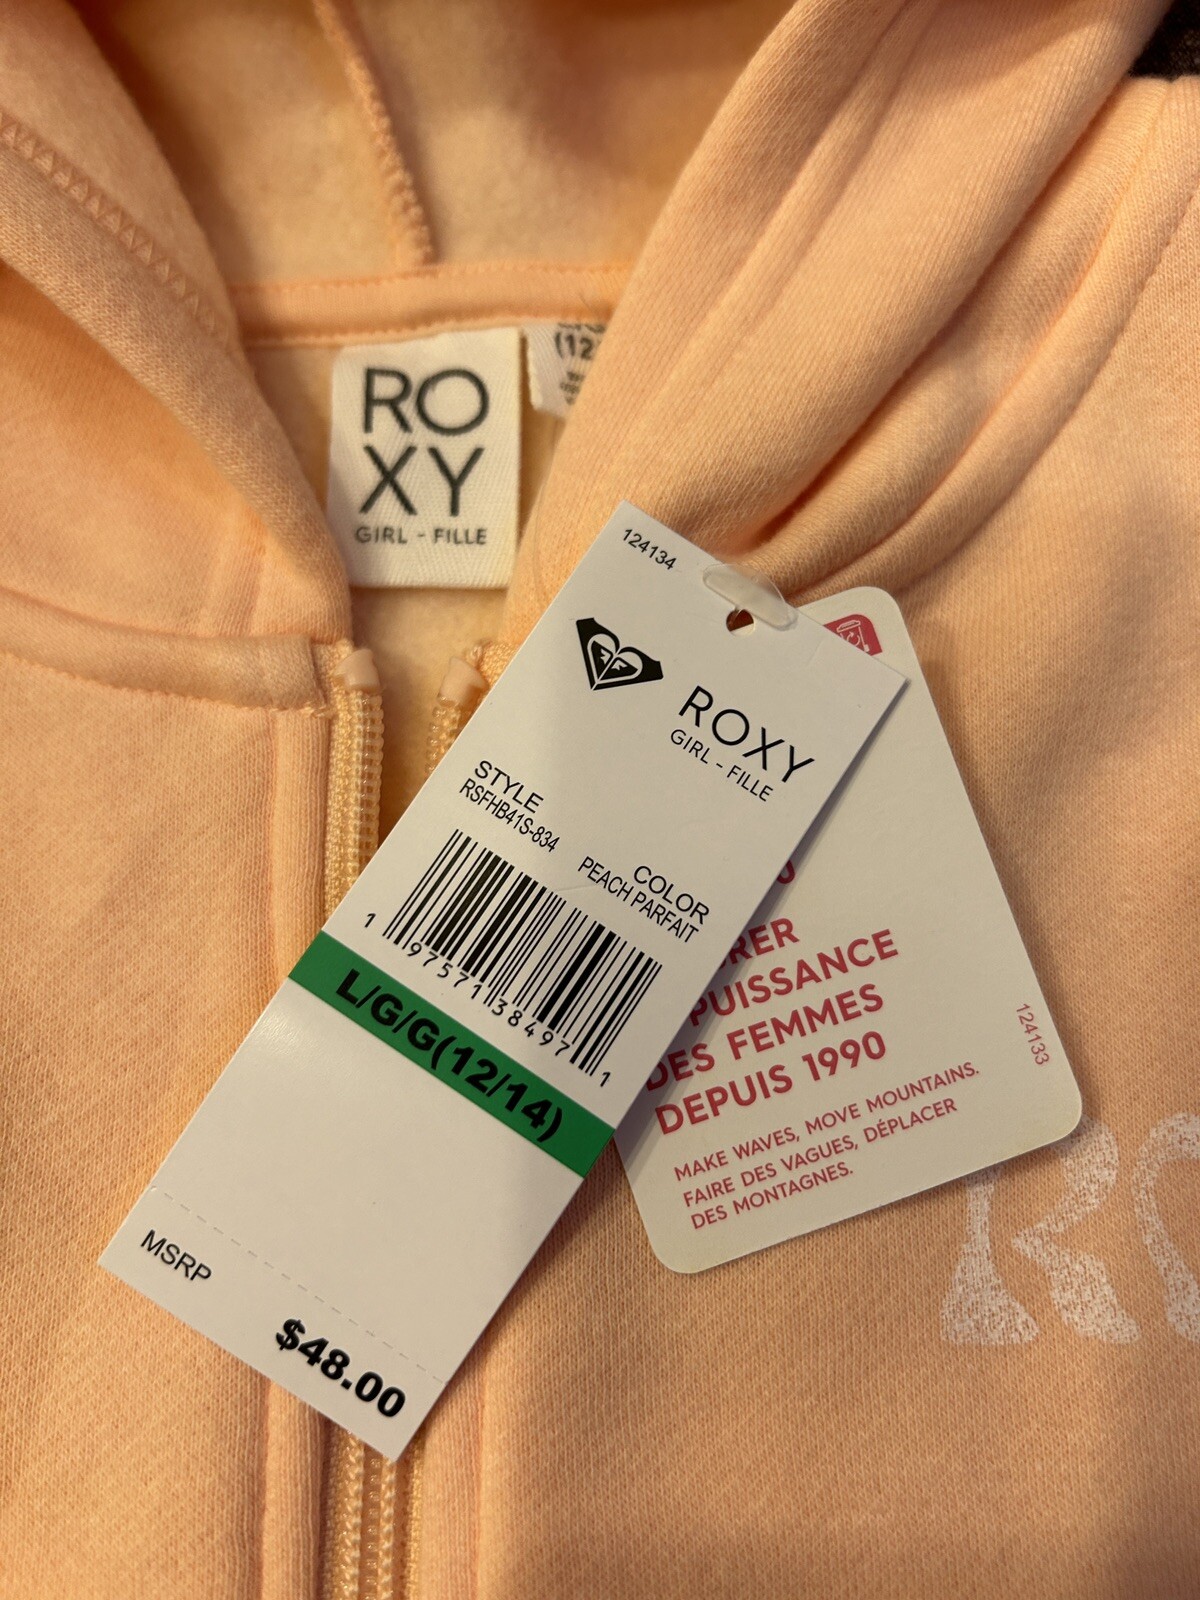 RO
XY
GIRL - FILLE
(12
124134
ROXY
GIRL - FILLE
STYLE
RSFHB41S-834
COLOR
PEACH PARFAIT
1 97571 38497 1
L/G/G(12/14)
MSRP
$48.00
PUISSANCE
DES FEMMES
DEPUIS 1990
MAKE WAVES, MOVE MOUNTAINS.
FAIRE DES VAGUES, DÉPLACER
DES MONTAGNES.
124133